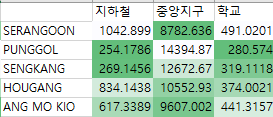 지하철 중앙지구 학교
SERANGOON 1042.899 8782.636 491.0201
PUNGGOL 254.1786 14394.87 280.574
SENGKANG 269.1456 12672.67 319.1118
HOUGANG 834.1438 10552.93 374.0021
ANG MO KIO 617.3389 9607.002 441.3157